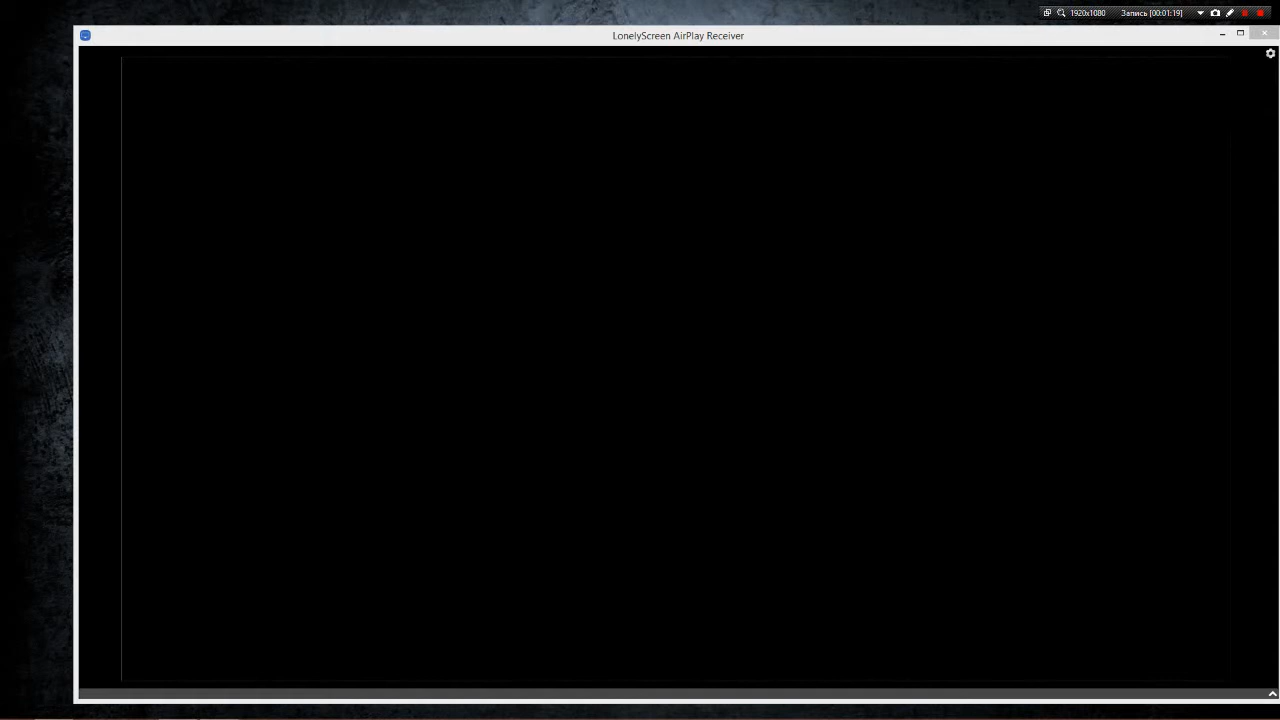 1920x1080 Запись [00:01:19]
LonelyScreen AirPlay Receiver